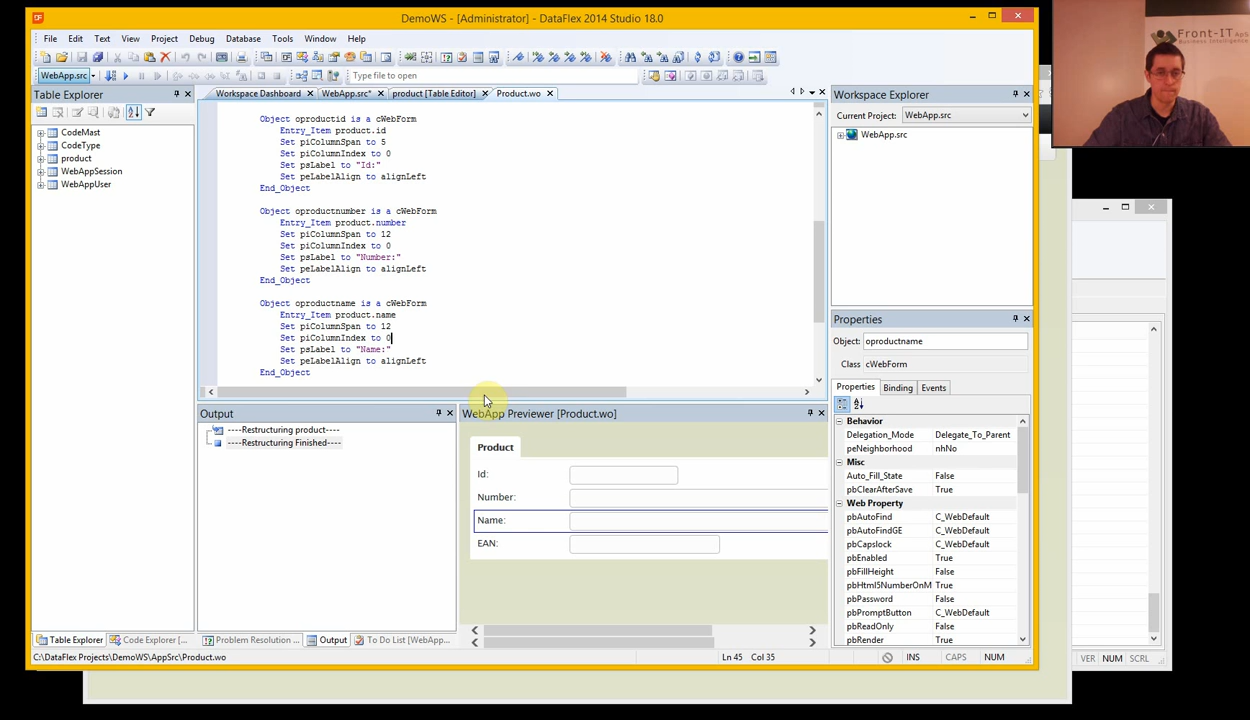 DemoWS - [Administrator] - DataFlex 2014 Studio 18.0
Front-IT ApS
Business Intelligence
File Edit Text View Project Debug Database Tools Window Help
WebApp.src
Type file to open
Table Explorer
Workspace Dashboard
WebApp.src*
product [Table Editor]
Product.wo
Workspace Explorer
Current Project: WebApp.src
WebApp.src
CodeMast
CodeType
product
WebAppSession
WebAppUser
Object oproductid is a cWebForm
Entry_Item product.id
Set piColumnSpan to 5
Set piColumnIndex to 0
Set psLabel to "Id:"
Set peLabelAlign to alignLeft
End_Object
Object oproductnumber is a cWebForm
Entry_Item product.number
Set piColumnSpan to 12
Set piColumnIndex to 0
Set psLabel to "Number:"
Set peLabelAlign to alignLeft
End_Object
Object oproductname is a cWebForm
Entry_Item product.name
Set piColumnSpan to 12
Set piColumnIndex to 0
Set psLabel to "Name:"
Set peLabelAlign to alignLeft
End_Object
Properties
Object: oproductname
Class cWebForm
Properties Binding Events
Behavior
Delegation_Mode Delegate_To_Parent
peNeighborhood nhNo
Misc
Auto_Fill_State False
pbClearAfterSave True
Web Property
pbAutoFind C_WebDefault
pbAutoFindGE C_WebDefault
pbCapslock C_WebDefault
pbEnabled True
pbFillHeight False
pbHtml5NumberOnM True
pbPassword False
pbPromptButton C_WebDefault
pbReadOnly False
pbRender True
Output
----Restructuring product----
----Restructuring Finished----
WebApp Previewer [Product.wo]
Product
Id:
Number:
Name:
EAN:
Table Explorer
Code Explorer [...
Problem Resolution ...
Output
To Do List [WebApp...
C:\DataFlex Projects\DemoWS\AppSrc\Product.wo
Ln 45 Col 35
INS CAPS NUM
VER NUM SCRL